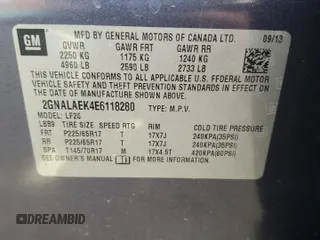 GM
MFD BY GENERAL MOTORS OF CANADA LTD.
09/13
GVWR GAWR FRT GAWR RR
2250 KG 1175 KG 1240 KG
4960 LB 2590 LB 2733 LB
THIS VEHICLE CONFORMS TO ALL APPLICABLE U.S. FEDERAL MOTOR
VEHICLE SAFETY AND THEFT PREVENTION STANDARDS IN EFFECT
ON THE DATE OF MANUFACTURE SHOWN ABOVE.
2GNALAEK4E6118280 TYPE: M.P.V.
MODEL: LF26
TIRE SIZE SPEED RTG RIM COLD TIRE PRESSURE
FRT P225/65R17 T 17X7J 240KPA(35PSI)
RR P225/65R17 T 17X7J 240KPA(35PSI)
SP T145/70R17 M 17X4.5T 420KPA(60PSI)
SEE OWNER'S MANUAL FOR ADDITIONAL INFORMATION.
DREAMBID